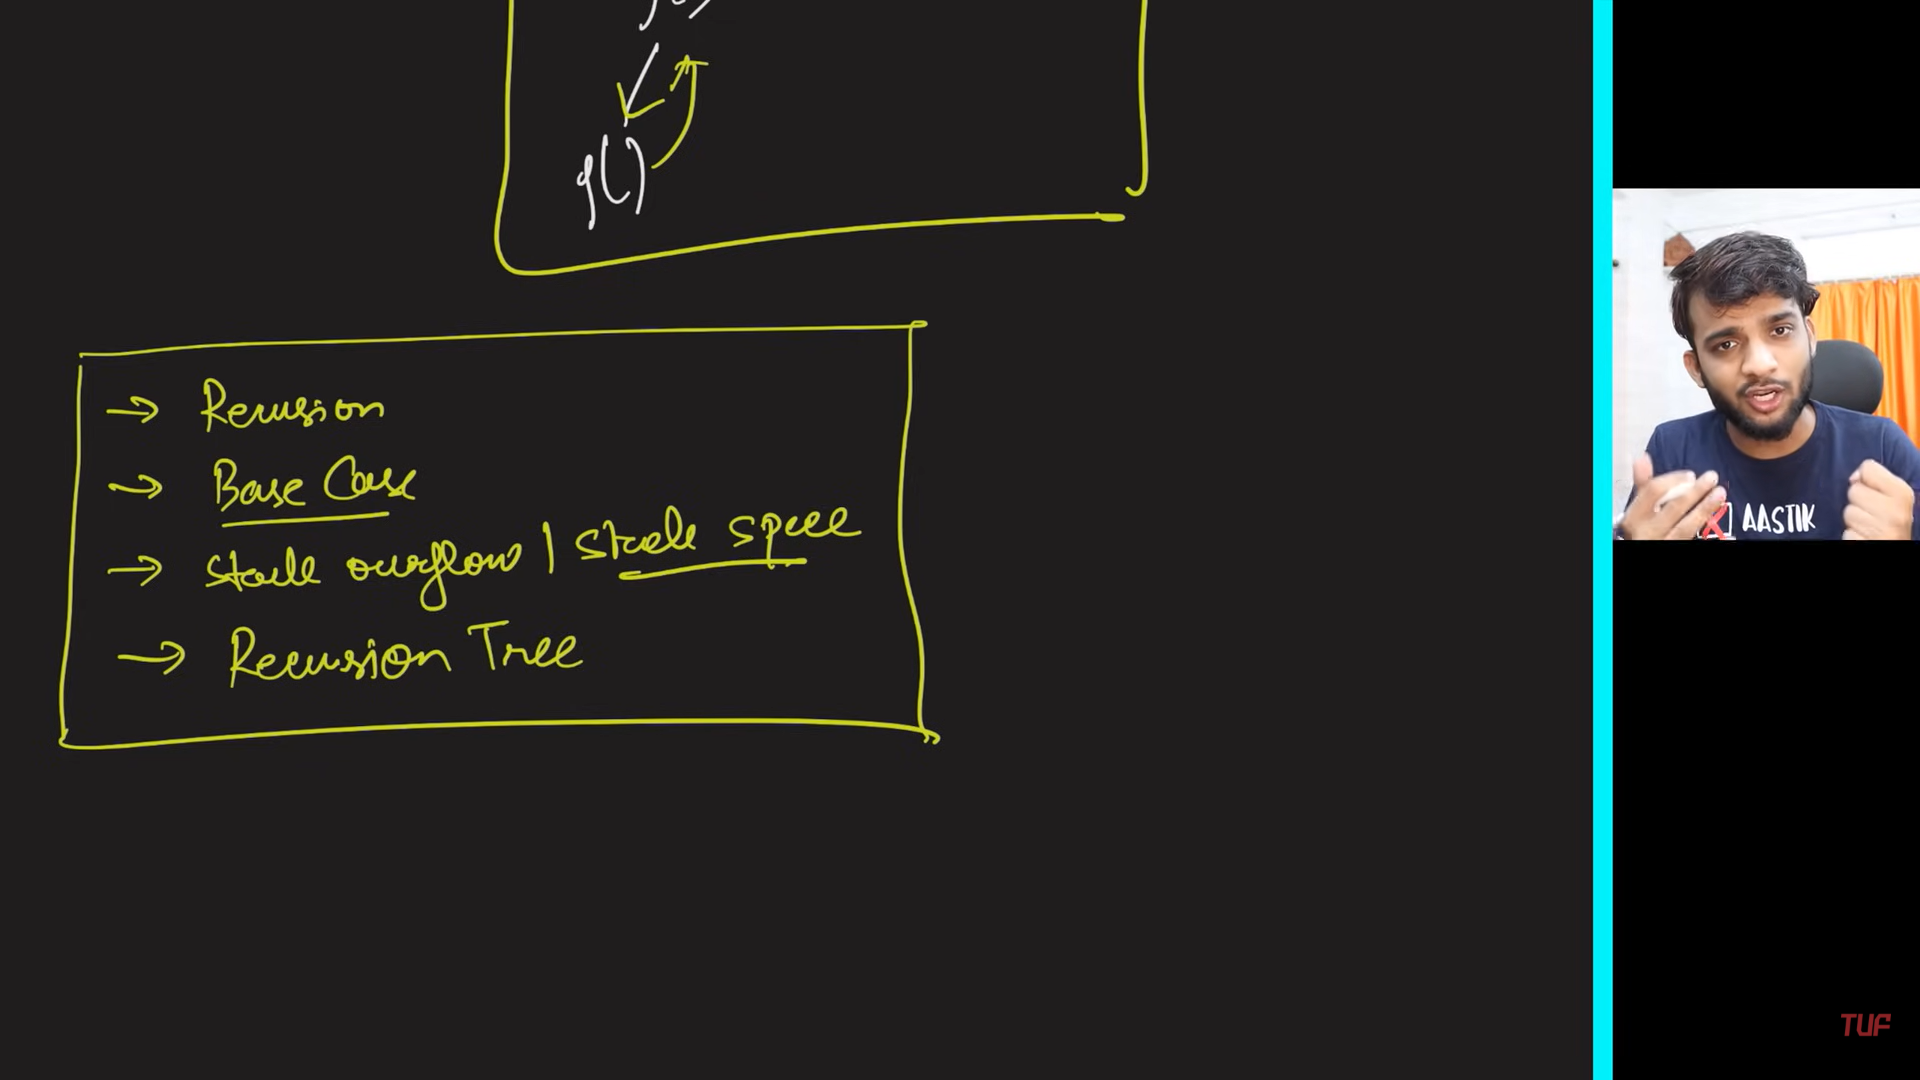 f()
f()
→ Recursion
→ Base Case
→ stack overflow | stack space
→ Recursion Tree
AASTIK
TUF